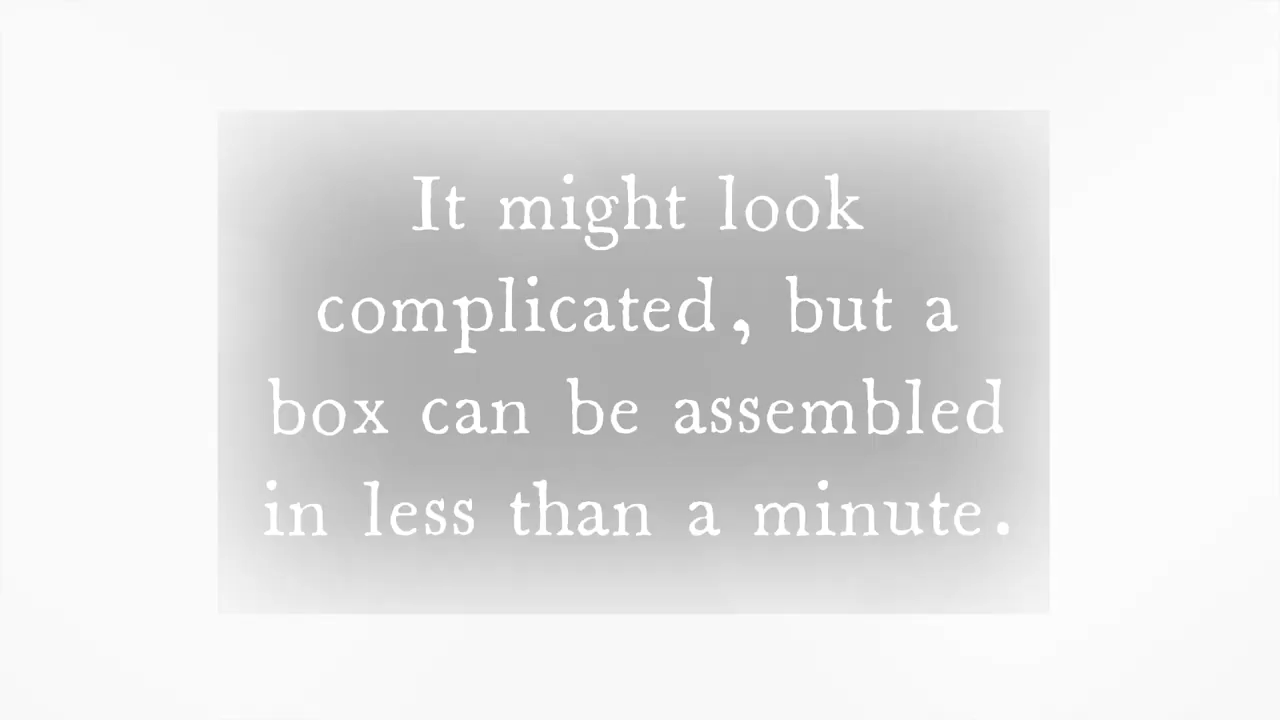 It might look
complicated, but a
box can be assembled
in less than a minute.